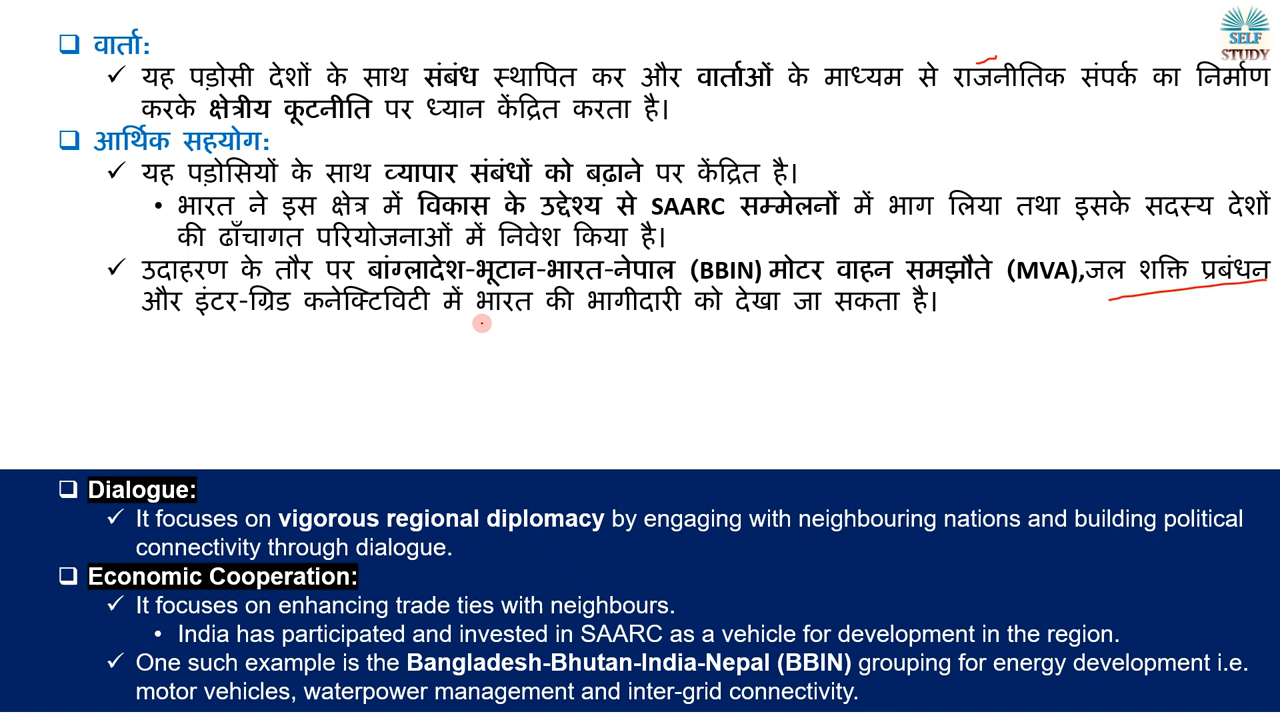 SELF
STUDY
❑ वार्ता:
✓ यह पड़ोसी देशों के साथ संबंध स्थापित कर और वार्ताओं के माध्यम से राजनीतिक संपर्क का निर्माण
करके क्षेत्रीय कूटनीति पर ध्यान केंद्रित करता है।
❑ आर्थिक सहयोग:
✓ यह पड़ोसियों के साथ व्यापार संबंधों को बढ़ाने पर केंद्रित है।
• भारत ने इस क्षेत्र में विकास के उद्देश्य से SAARC सम्मेलनों में भाग लिया तथा इसके सदस्य देशों
की ढाँचागत परियोजनाओं में निवेश किया है।
✓ उदाहरण के तौर पर बांग्लादेश-भूटान-भारत-नेपाल (BBIN) मोटर वाहन समझौते (MVA),जल शक्ति प्रबंधन
और इंटर-ग्रिड कनेक्टिविटी में भारत की भागीदारी को देखा जा सकता है।
❑ Dialogue:
✓ It focuses on vigorous regional diplomacy by engaging with neighbouring nations and building political
connectivity through dialogue.
❑ Economic Cooperation:
✓ It focuses on enhancing trade ties with neighbours.
• India has participated and invested in SAARC as a vehicle for development in the region.
✓ One such example is the Bangladesh-Bhutan-India-Nepal (BBIN) grouping for energy development i.e.
motor vehicles, waterpower management and inter-grid connectivity.